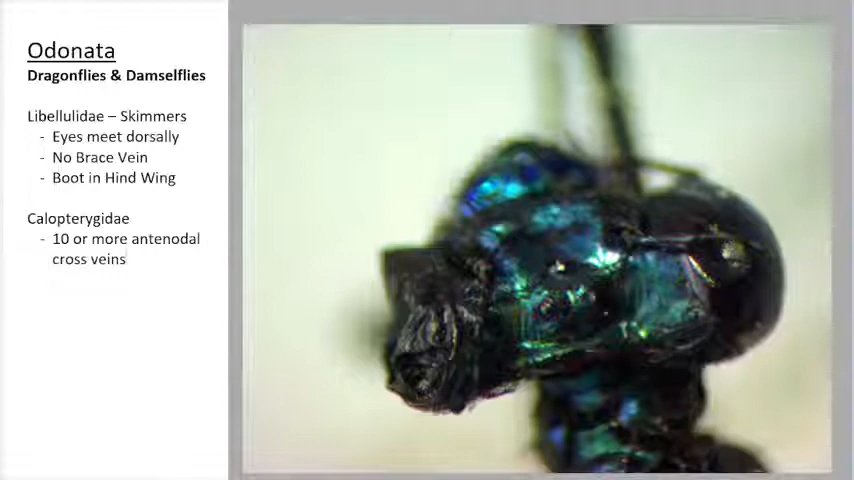 Odonata
Dragonflies & Damselflies
Libellulidae – Skimmers
- Eyes meet dorsally
- No Brace Vein
- Boot in Hind Wing
Calopterygidae
- 10 or more antenodal
cross veins